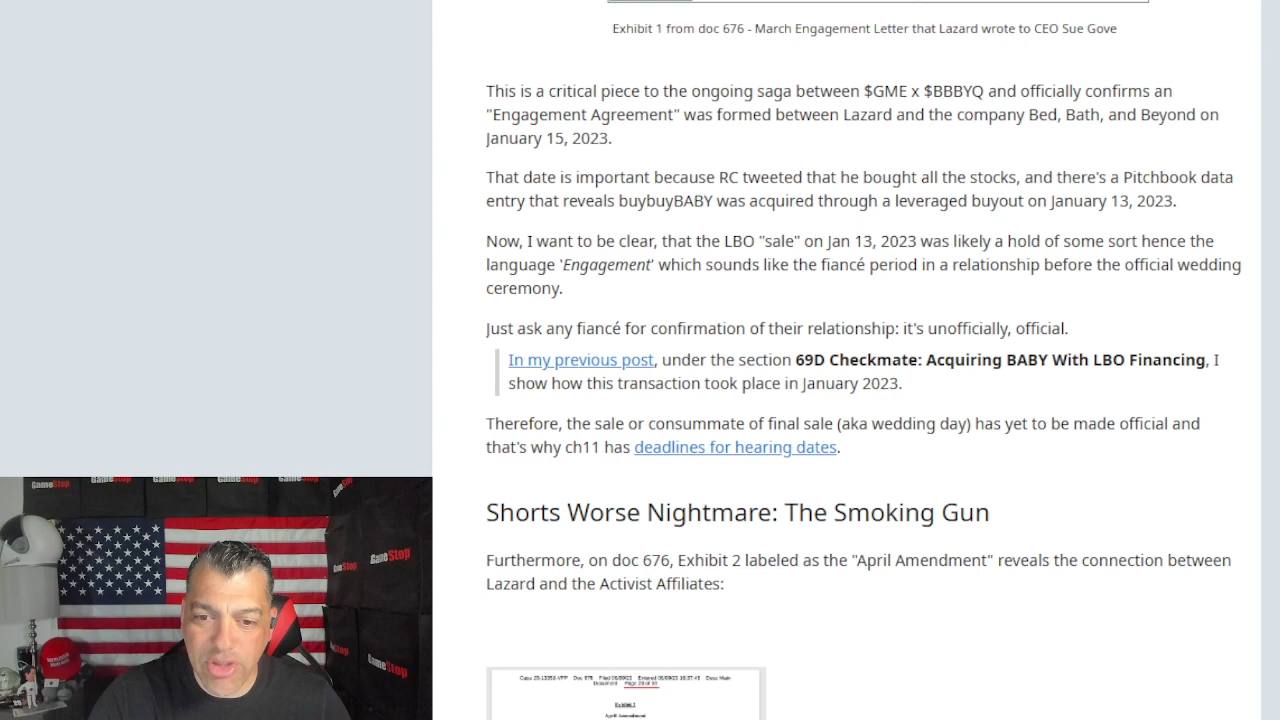 Exhibit 1 from doc 676 - March Engagement Letter that Lazard wrote to CEO Sue Gove
This is a critical piece to the ongoing saga between $GME x $BBBYQ and officially confirms an
"Engagement Agreement" was formed between Lazard and the company Bed, Bath, and Beyond on
January 15, 2023.
That date is important because RC tweeted that he bought all the stocks, and there's a Pitchbook data
entry that reveals buybuyBABY was acquired through a leveraged buyout on January 13, 2023.
Now, I want to be clear, that the LBO "sale" on Jan 13, 2023 was likely a hold of some sort hence the
language 'Engagement' which sounds like the fiancé period in a relationship before the official wedding
ceremony.
Just ask any fiancé for confirmation of their relationship: it's unofficially, official.
In my previous post, under the section 69D Checkmate: Acquiring BABY With LBO Financing, I
show how this transaction took place in January 2023.
Therefore, the sale or consummate of final sale (aka wedding day) has yet to be made official and
that's why ch11 has deadlines for hearing dates.
Shorts Worse Nightmare: The Smoking Gun
Furthermore, on doc 676, Exhibit 2 labeled as the "April Amendment" reveals the connection between
Lazard and the Activist Affiliates:
Desc Main
Document
Exhibit 2
April Amendment
GameStop
GameStop
GameStop
GameStop
GameStop
GameStop
GameStop
GameStop
GameStop